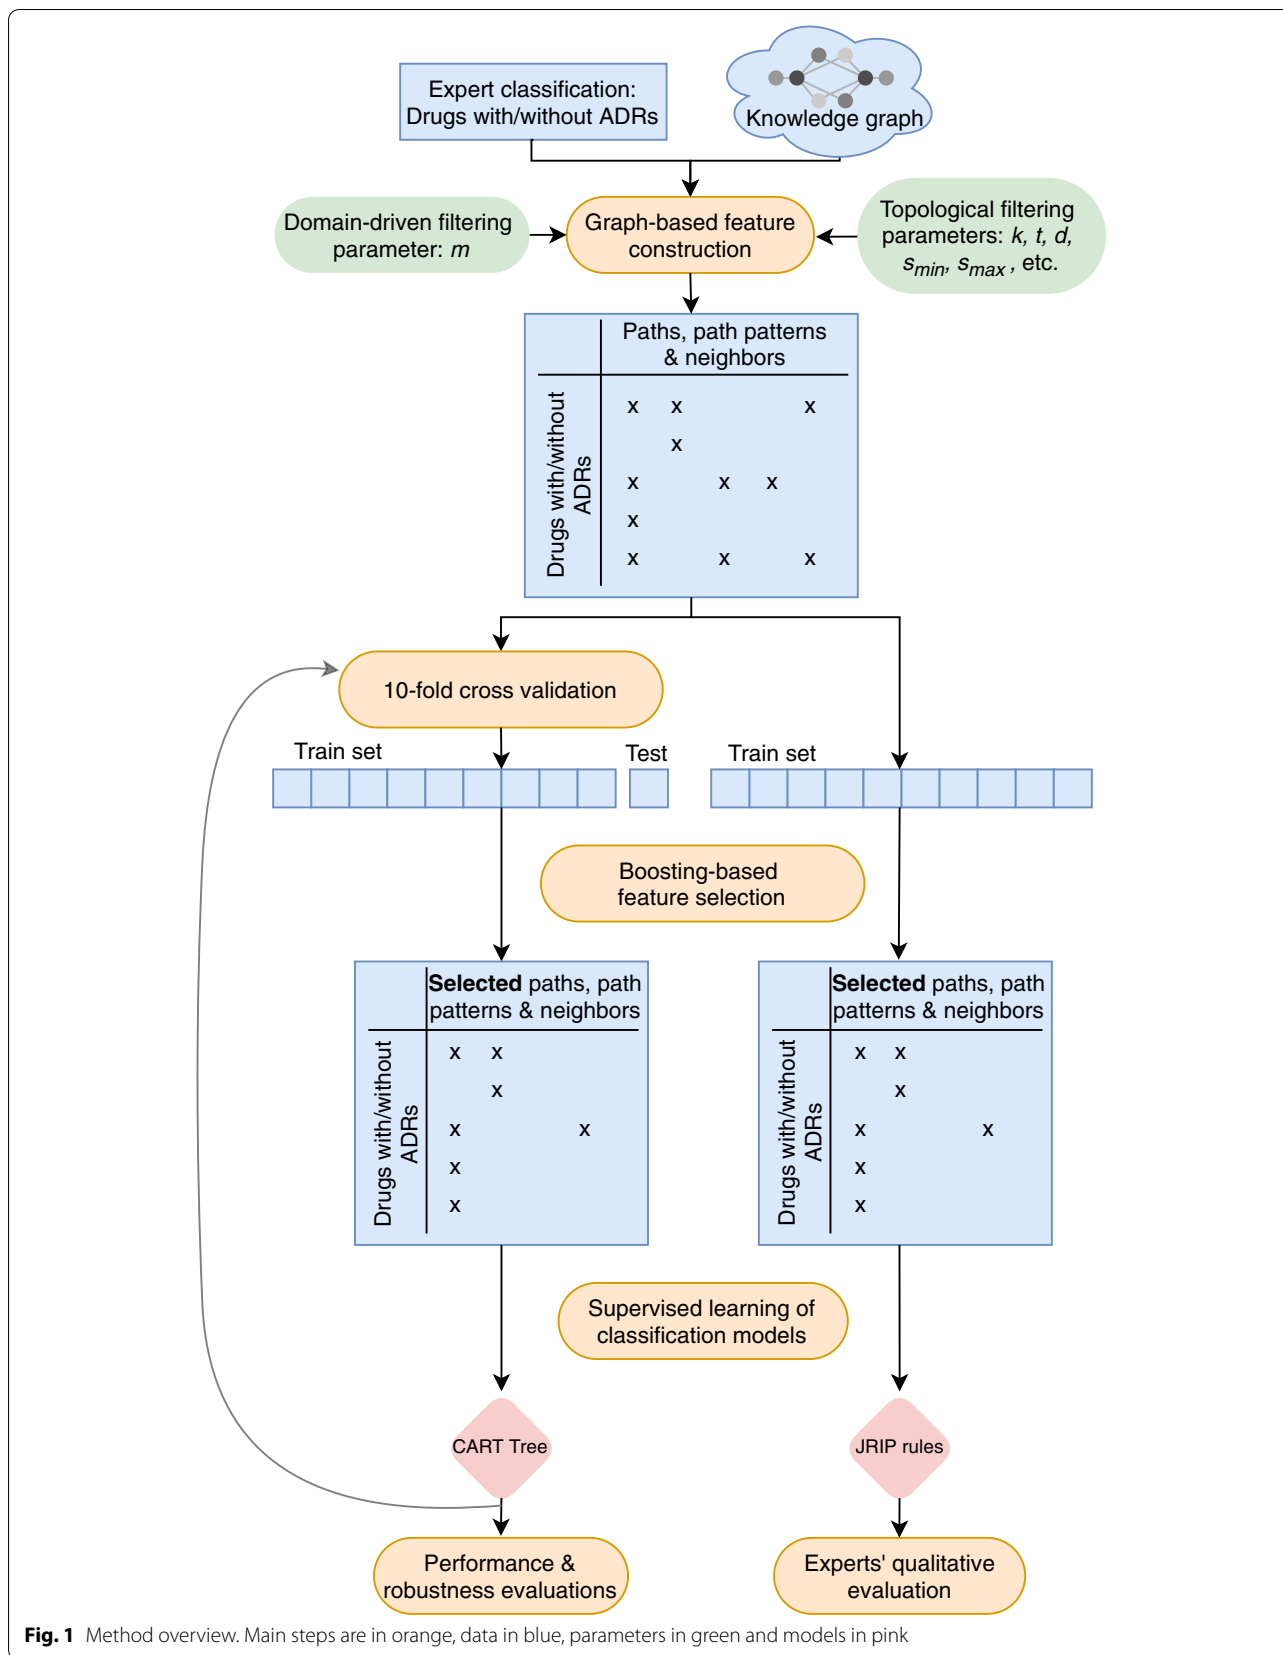 Expert classification:
Drugs with/without ADRs
Knowledge graph
Domain-driven filtering
parameter: m
Graph-based feature
construction
Topological filtering
parameters: k, t, d,
smin, smax , etc.
Paths, path patterns
& neighbors
Drugs with/without
ADRs
x x x
x
x x x
x
x x x
10-fold cross validation
Train set
Test
Train set
Boosting-based
feature selection
Selected paths, path
patterns & neighbors
Drugs with/without
ADRs
x x
x
x x
x
x
Selected paths, path
patterns & neighbors
Drugs with/without
ADRs
x x
x
x x
x
x
Supervised learning of
classification models
CART Tree
JRIP rules
Performance &
robustness evaluations
Experts' qualitative
evaluation
Fig. 1 Method overview. Main steps are in orange, data in blue, parameters in green and models in pink